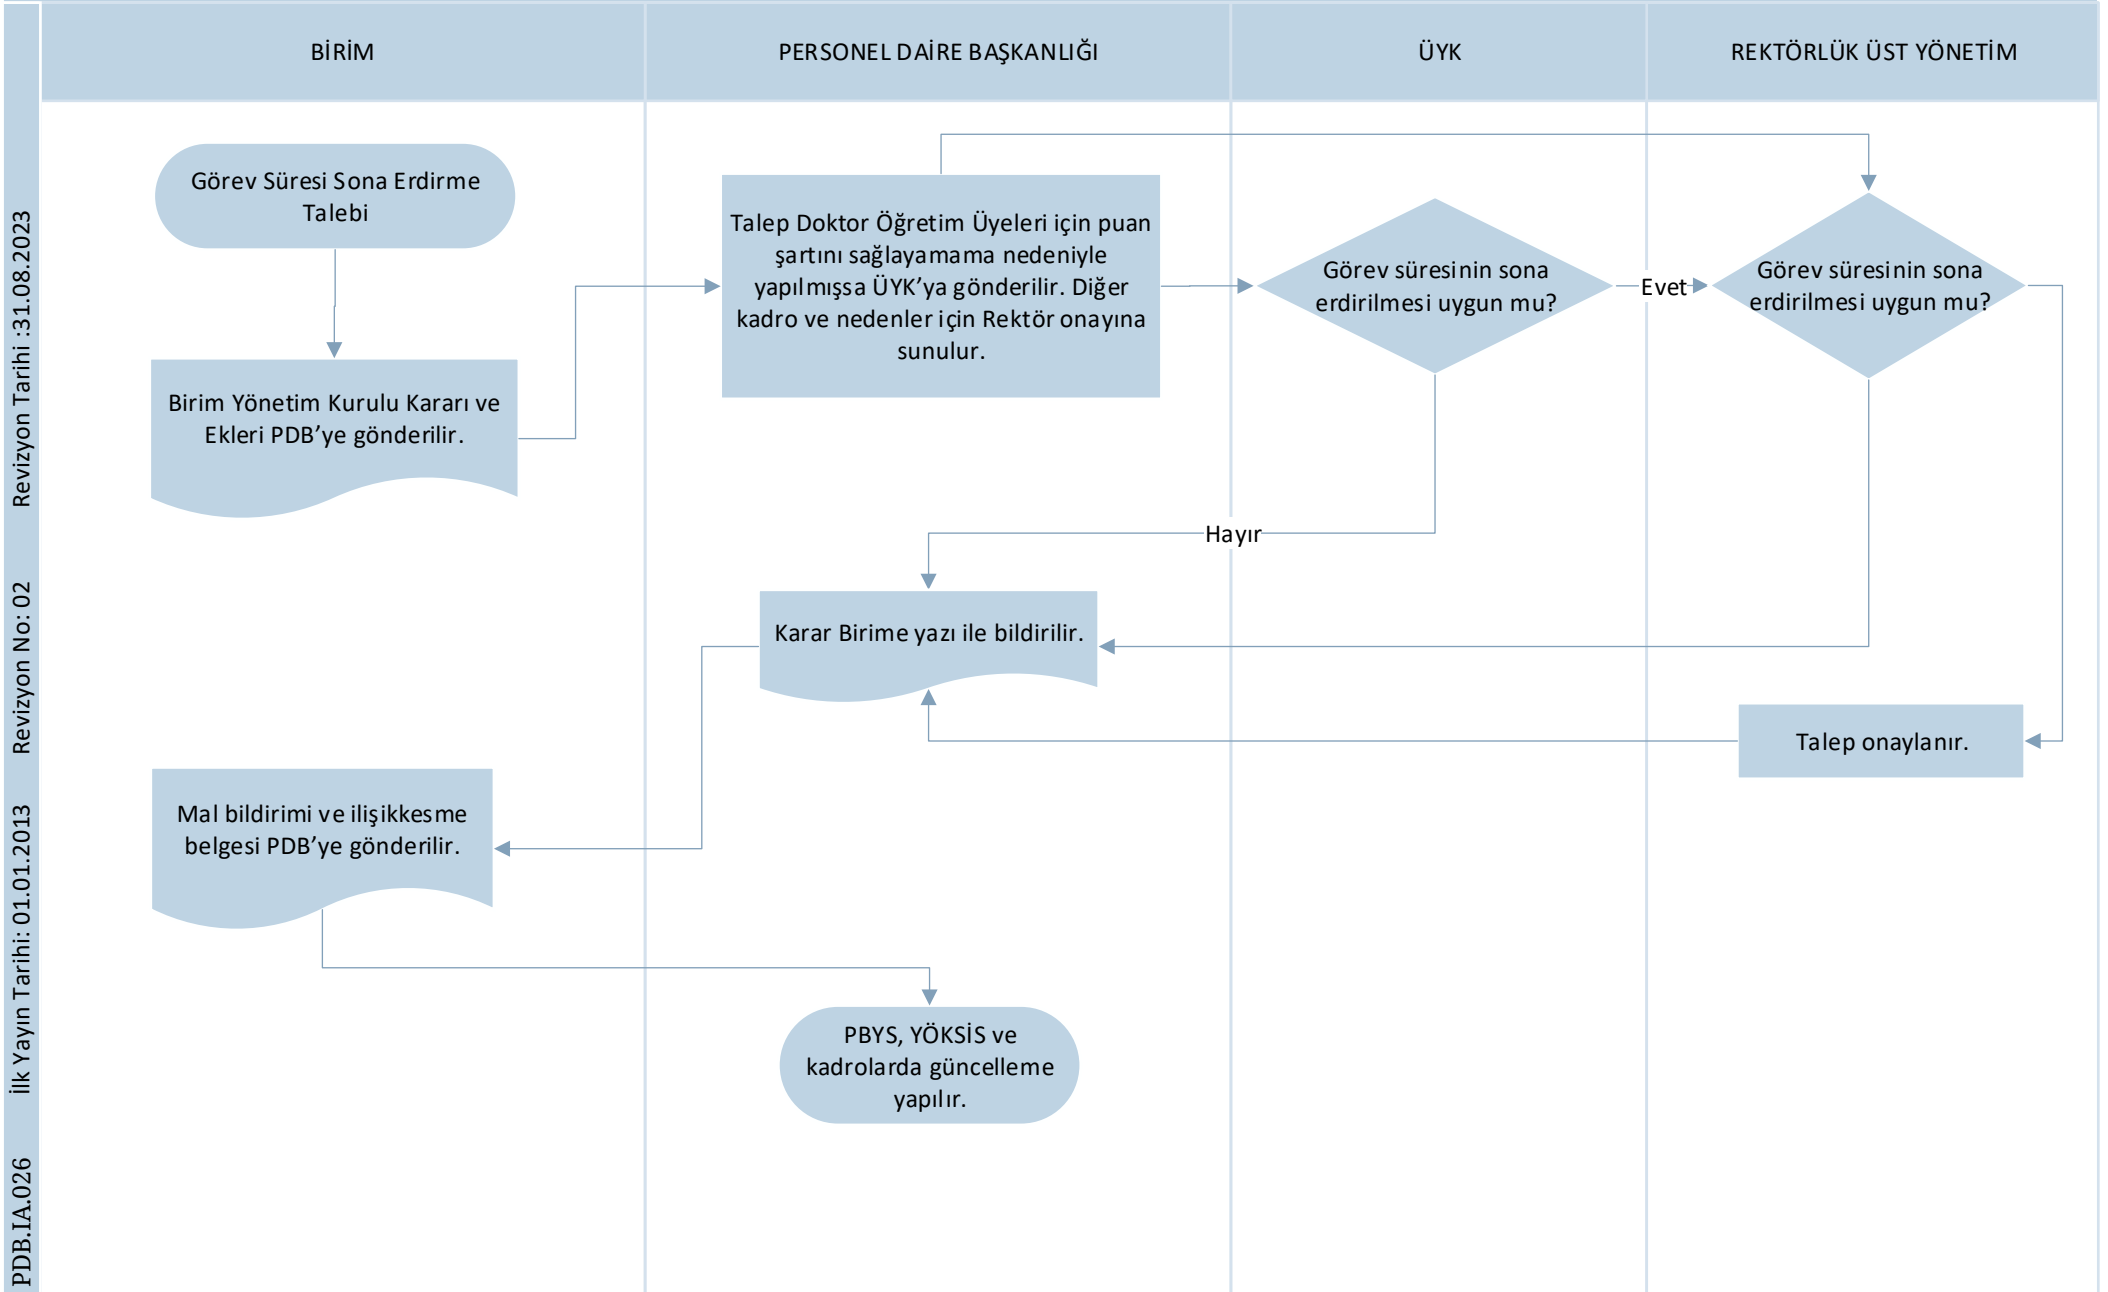 BİRİM
PERSONEL DAİRE BAŞKANLIĞI
ÜYK
REKTÖRLÜK ÜST YÖNETİM
Görev Süresi Sona Erdirme
Talebi
Birim Yönetim Kurulu Kararı ve
Ekleri PDB’ye gönderilir.
Talep Doktor Öğretim Üyeleri için puan
şartını sağlayamama nedeniyle
yapılmışsa ÜYK’ya gönderilir. Diğer
kadro ve nedenler için Rektör onayına
sunulur.
Görev süresinin sona
erdirilmesi uygun mu?
Evet
Görev süresinin sona
erdirilmesi uygun mu?
Hayır
Karar Birime yazı ile bildirilir.
Talep onaylanır.
Mal bildirimi ve ilişikkesme
belgesi PDB’ye gönderilir.
PBYS, YÖKSİS ve
kadrolarda güncelleme
yapılır.
PDB.IA.026 İlk Yayın Tarihi: 01.01.2013 Revizyon No: 02 Revizyon Tarihi :31.08.2023